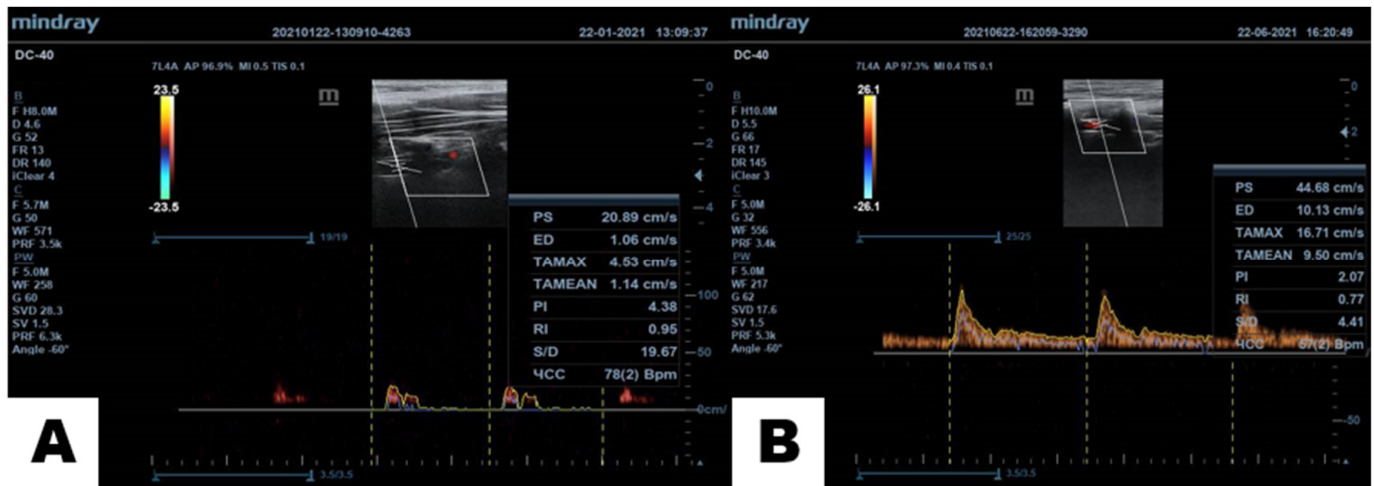 mindray
20210122-130910-4263
22-01-2021 13:09:37
DC-40
7L4A AP 96.9% MI 0.5 TIS 0.1
B
F H8.0M
D 4.6
G 52
FR 13
DR 140
iClear 4
C
F 5.7M
G 50
WF 571
PRF 3.5k
PW
F 5.0M
WF 258
G 60
SVD 28.3
SV 1.5
PRF 6.3k
Angle -60°
23.5
-23.5
m
0
2
4
19/19
PS 20.89 cm/s
ED 1.06 cm/s
TAMAX 4.53 cm/s
TAMEAN 1.14 cm/s
PI 4.38
RI 0.95
S/D 19.67
ЧСС 78(2) Bpm
100
50
0cm/
3.5/3.5
A
mindray
20210622-162059-3290
22-06-2021 16:20:49
DC-40
7L4A AP 97.3% MI 0.4 TIS 0.1
B
F H10.0M
D 5.5
G 66
FR 17
DR 145
iClear 3
C
F 5.0M
G 32
WF 556
PRF 3.4k
PW
F 5.0M
WF 217
G 62
SVD 17.6
SV 1.5
PRF 5.3k
Angle -60°
26.1
-26.1
m
0
2
25/25
PS 44.68 cm/s
ED 10.13 cm/s
TAMAX 16.71 cm/s
TAMEAN 9.50 cm/s
PI 2.07
RI 0.77
S/D 4.41
ЧСС 57(2) Bpm
-50
3.5/3.5
B